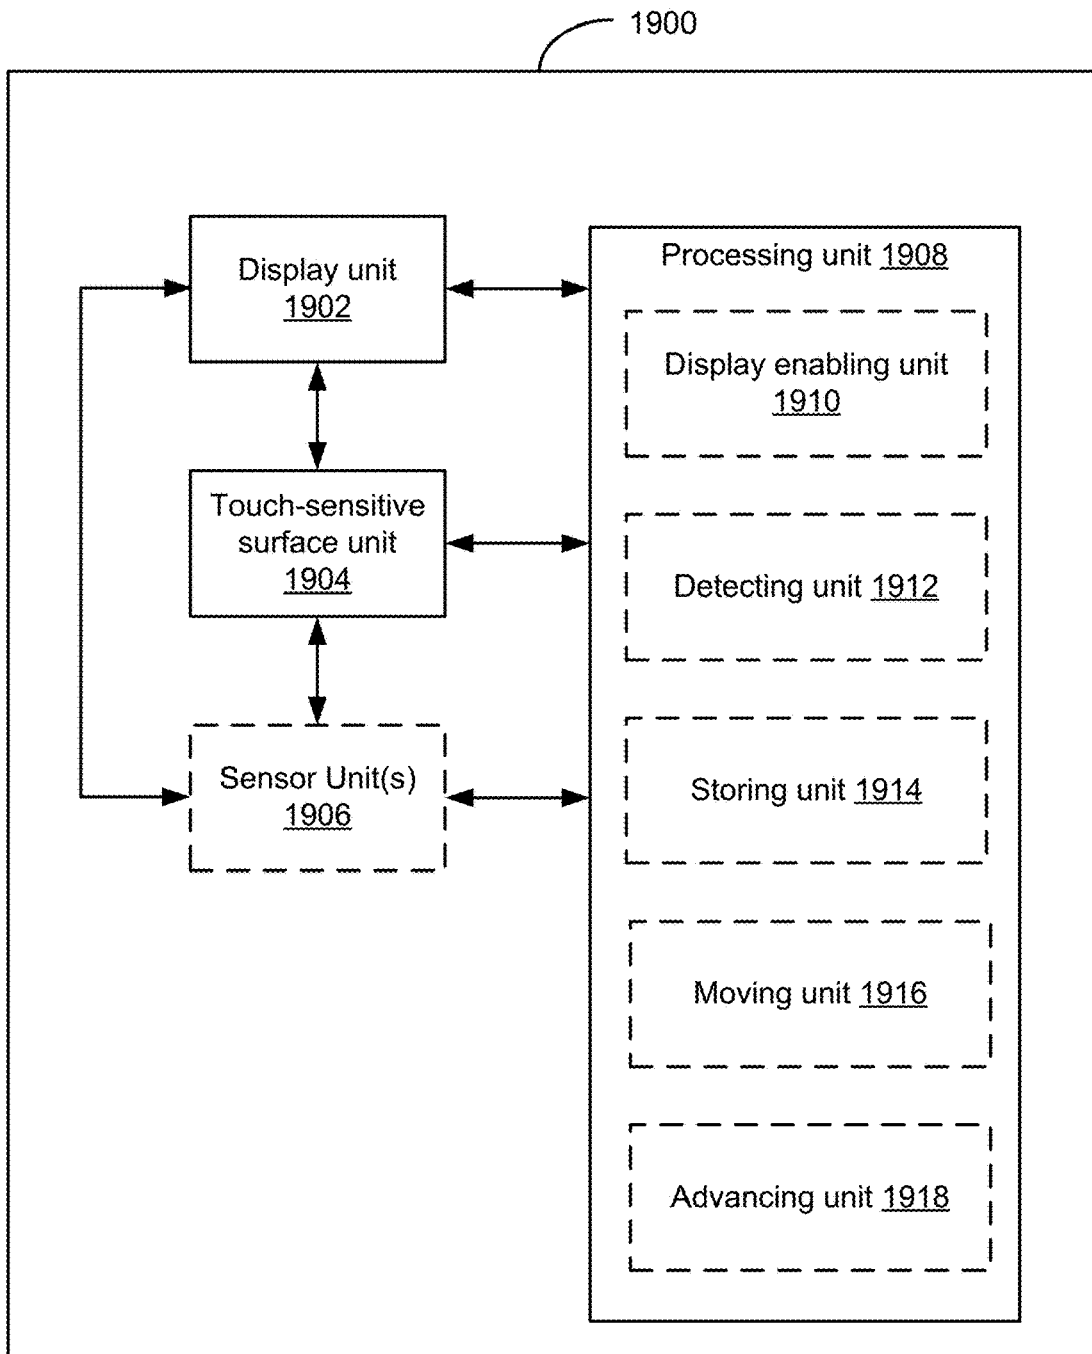 1900
Display unit
1902
Touch-sensitive
surface unit
1904
Sensor Unit(s)
1906
Processing unit 1908
Display enabling unit
1910
Detecting unit 1912
Storing unit 1914
Moving unit 1916
Advancing unit 1918